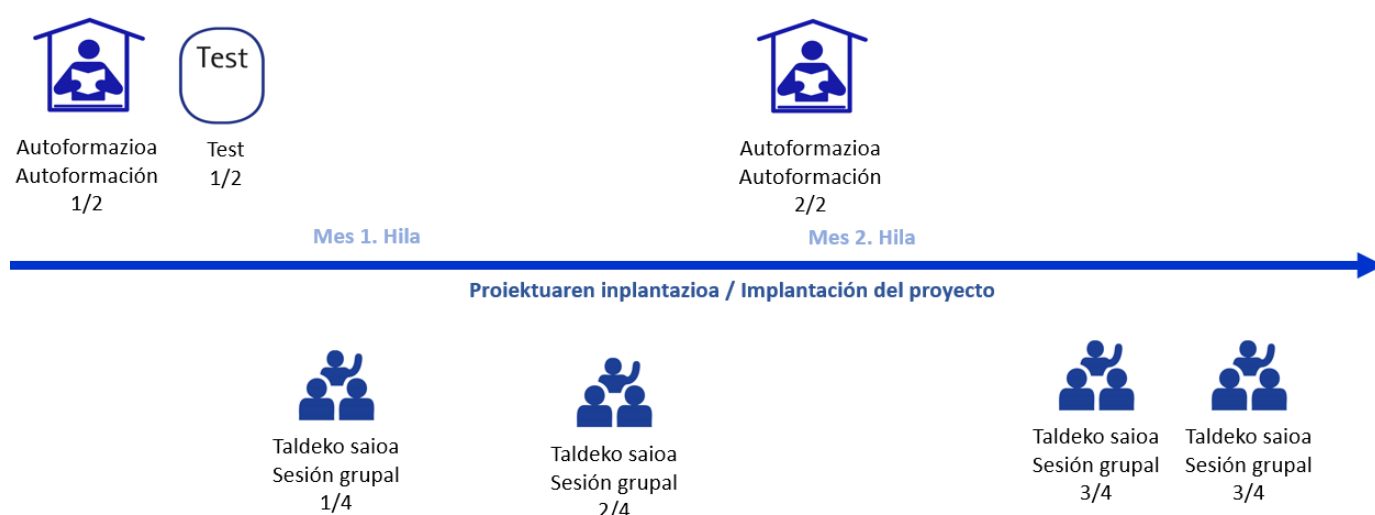 Test
Autoformazioa
Autoformación
1/2
Test
1/2
Autoformazioa
Autoformación
2/2
Mes 1. Hila
Mes 2. Hila
Proiektuaren inplantazioa / Implantación del proyecto
Taldeko saioa
Sesión grupal
1/4
Taldeko saioa
Sesión grupal
2/4
Taldeko saioa
Sesión grupal
3/4
Taldeko saioa
Sesión grupal
3/4